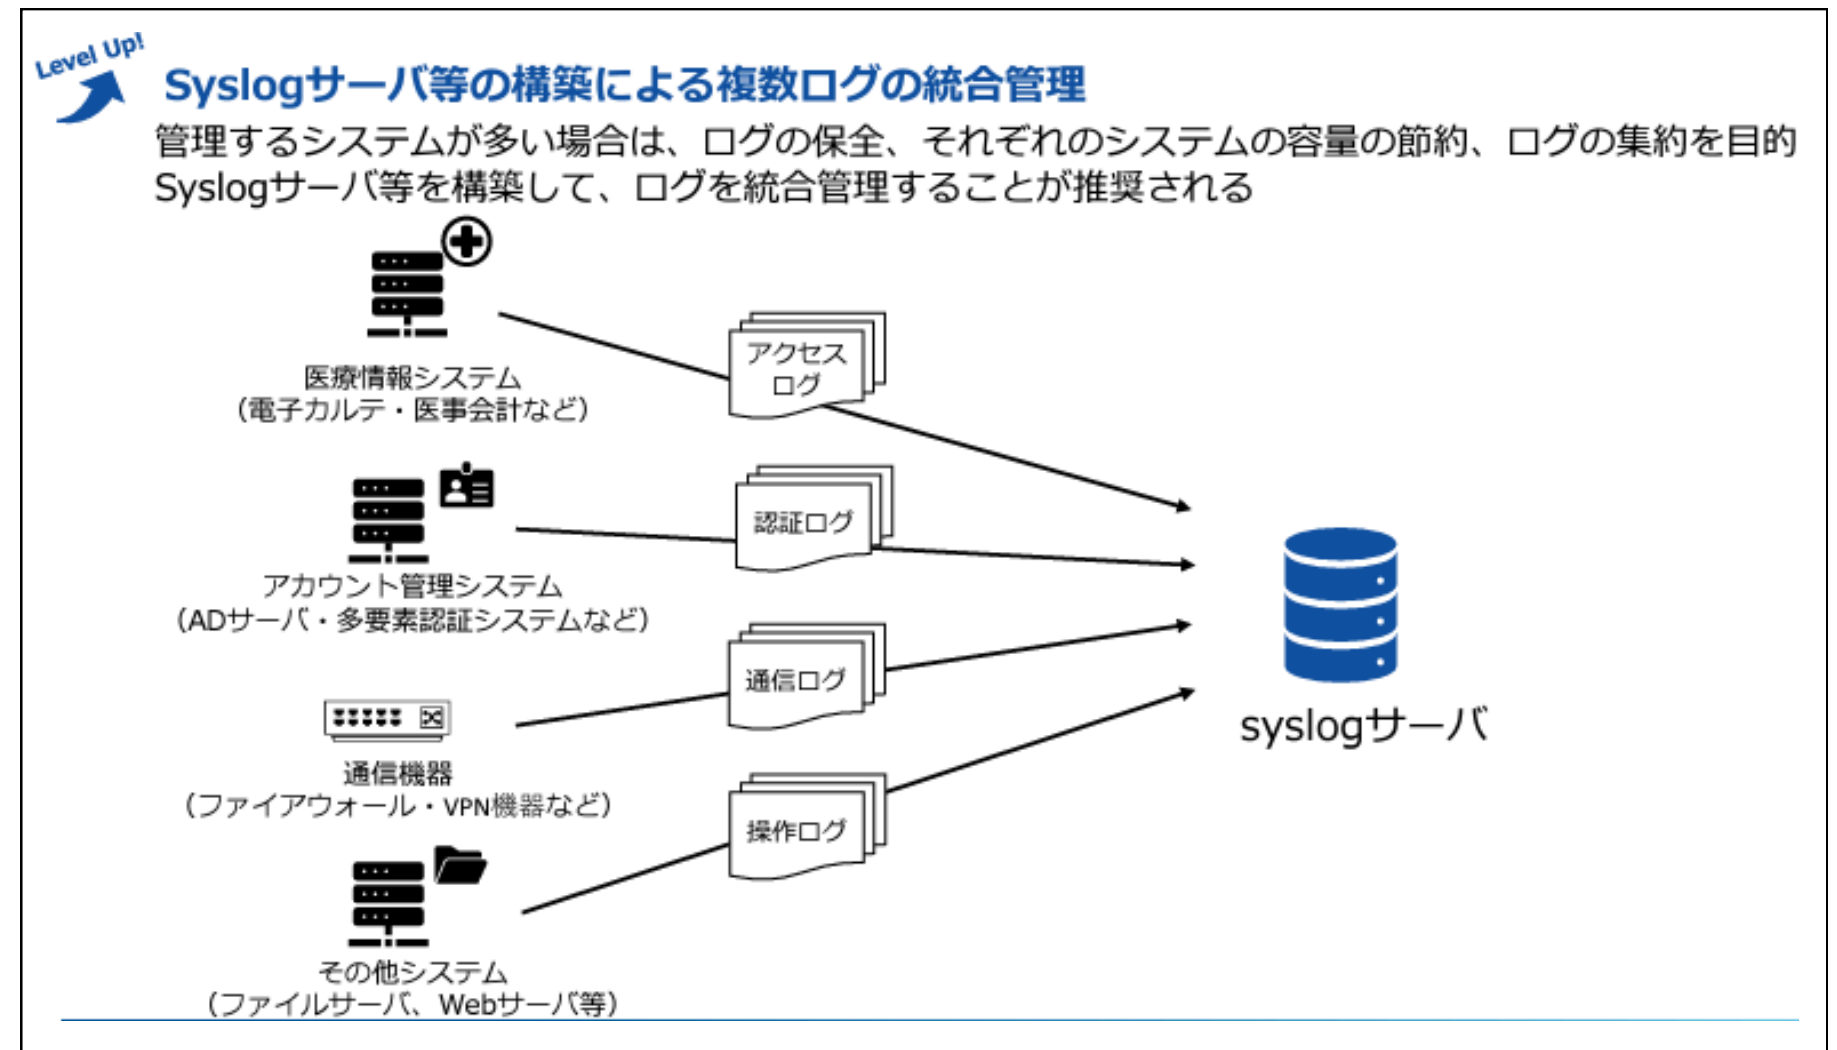 Level Up!
Syslogサーバ等の構築による複数ログの統合管理
管理するシステムが多い場合は、ログの保全、それぞれのシステムの容量の節約、ログの集約を目的
Syslogサーバ等を構築して、ログを統合管理することが推奨される
医療情報システム
（電子カルテ・医事会計など）
アクセス
ログ
アカウント管理システム
（ADサーバ・多要素認証システムなど）
認証ログ
通信機器
（ファイアウォール・VPN機器など）
通信ログ
その他システム
（ファイルサーバ、Webサーバ等）
操作ログ
syslogサーバ